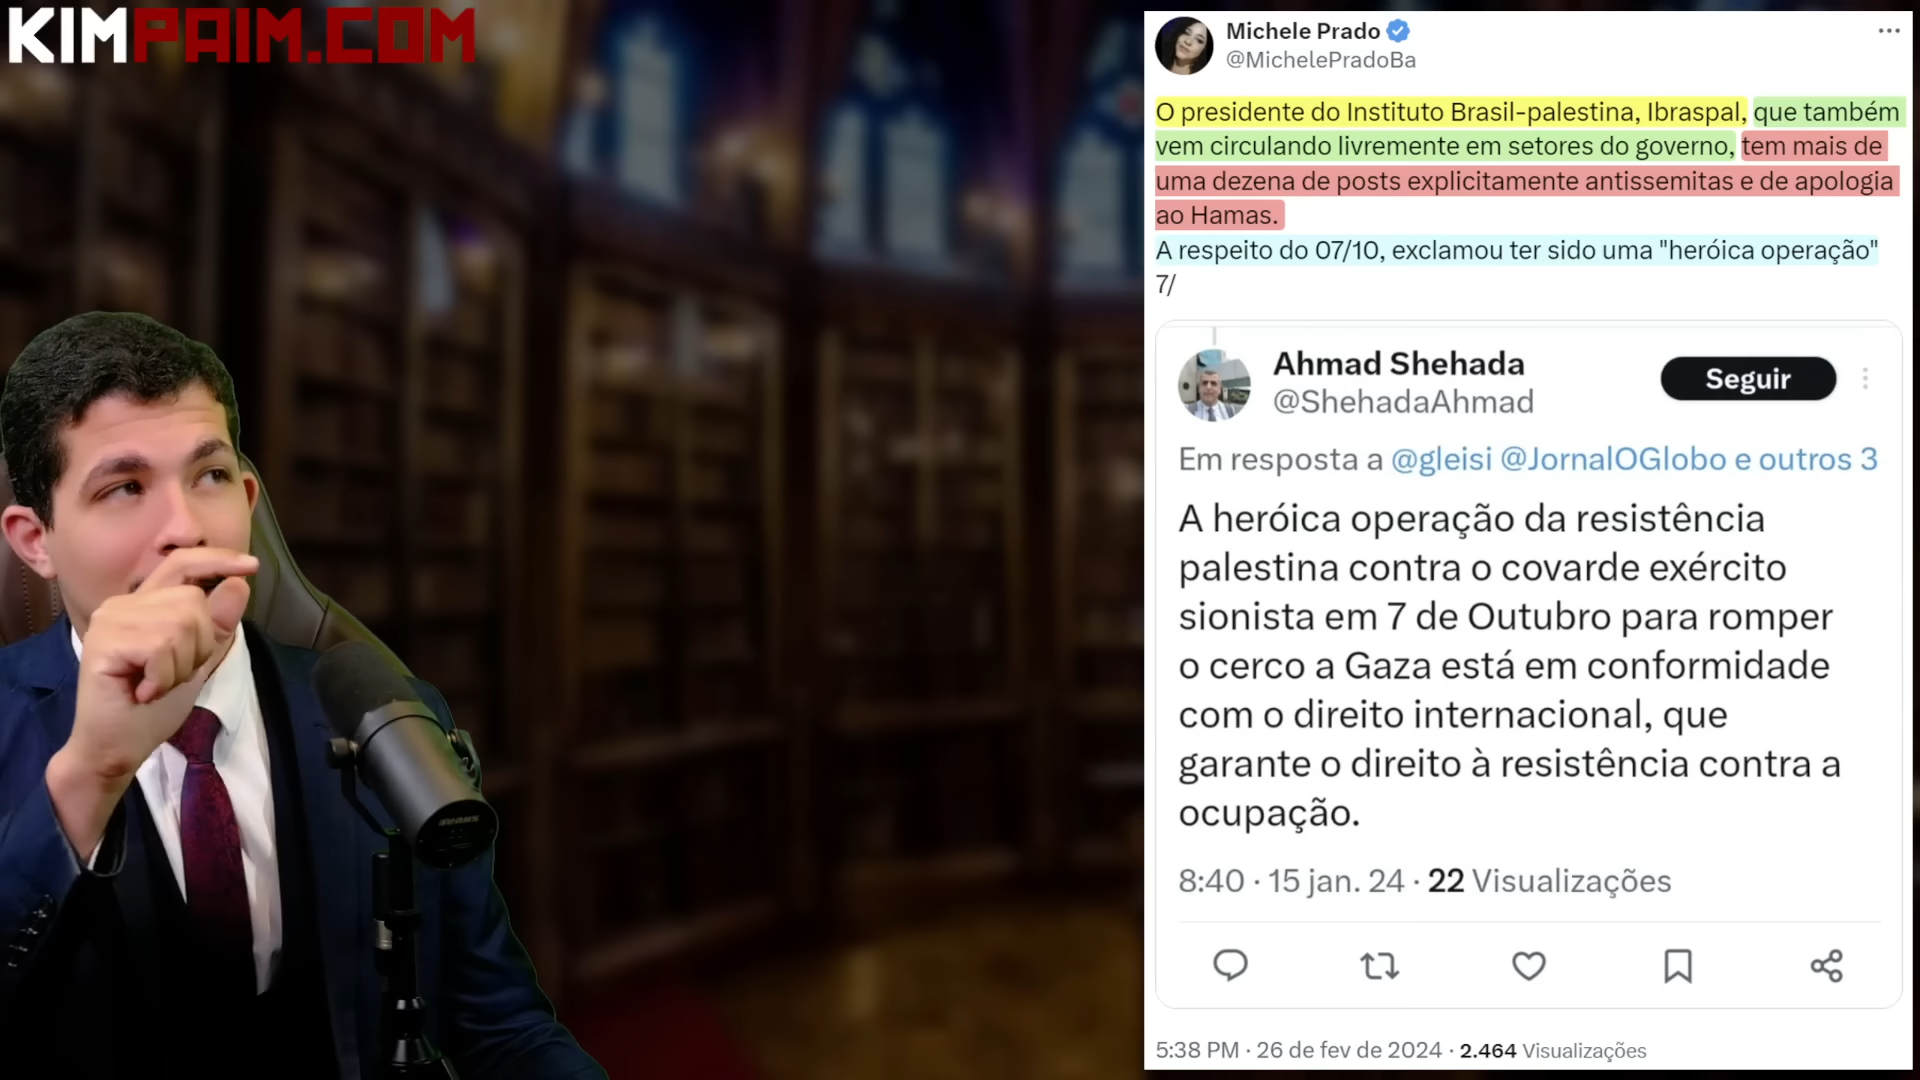 KIMPAIM.COM
Michele Prado
@MichelePradoBa
O presidente do Instituto Brasil-palestina, Ibraspal, que também
vem circulando livremente em setores do governo, tem mais de
uma dezena de posts explicitamente antissemitas e de apologia
ao Hamas.
A respeito do 07/10, exclamou ter sido uma "heróica operação"
7/
Ahmad Shehada
Seguir
@ShehadaAhmad
Em resposta a @gleisi @JornalOGlobo e outros 3
A heróica operação da resistência
palestina contra o covarde exército
sionista em 7 de Outubro para romper
o cerco a Gaza está em conformidade
com o direito internacional, que
garante o direito à resistência contra a
ocupação.
8:40 · 15 jan. 24 · 22 Visualizações
5:38 PM · 26 de fev de 2024 · 2.464 Visualizações
SHURE